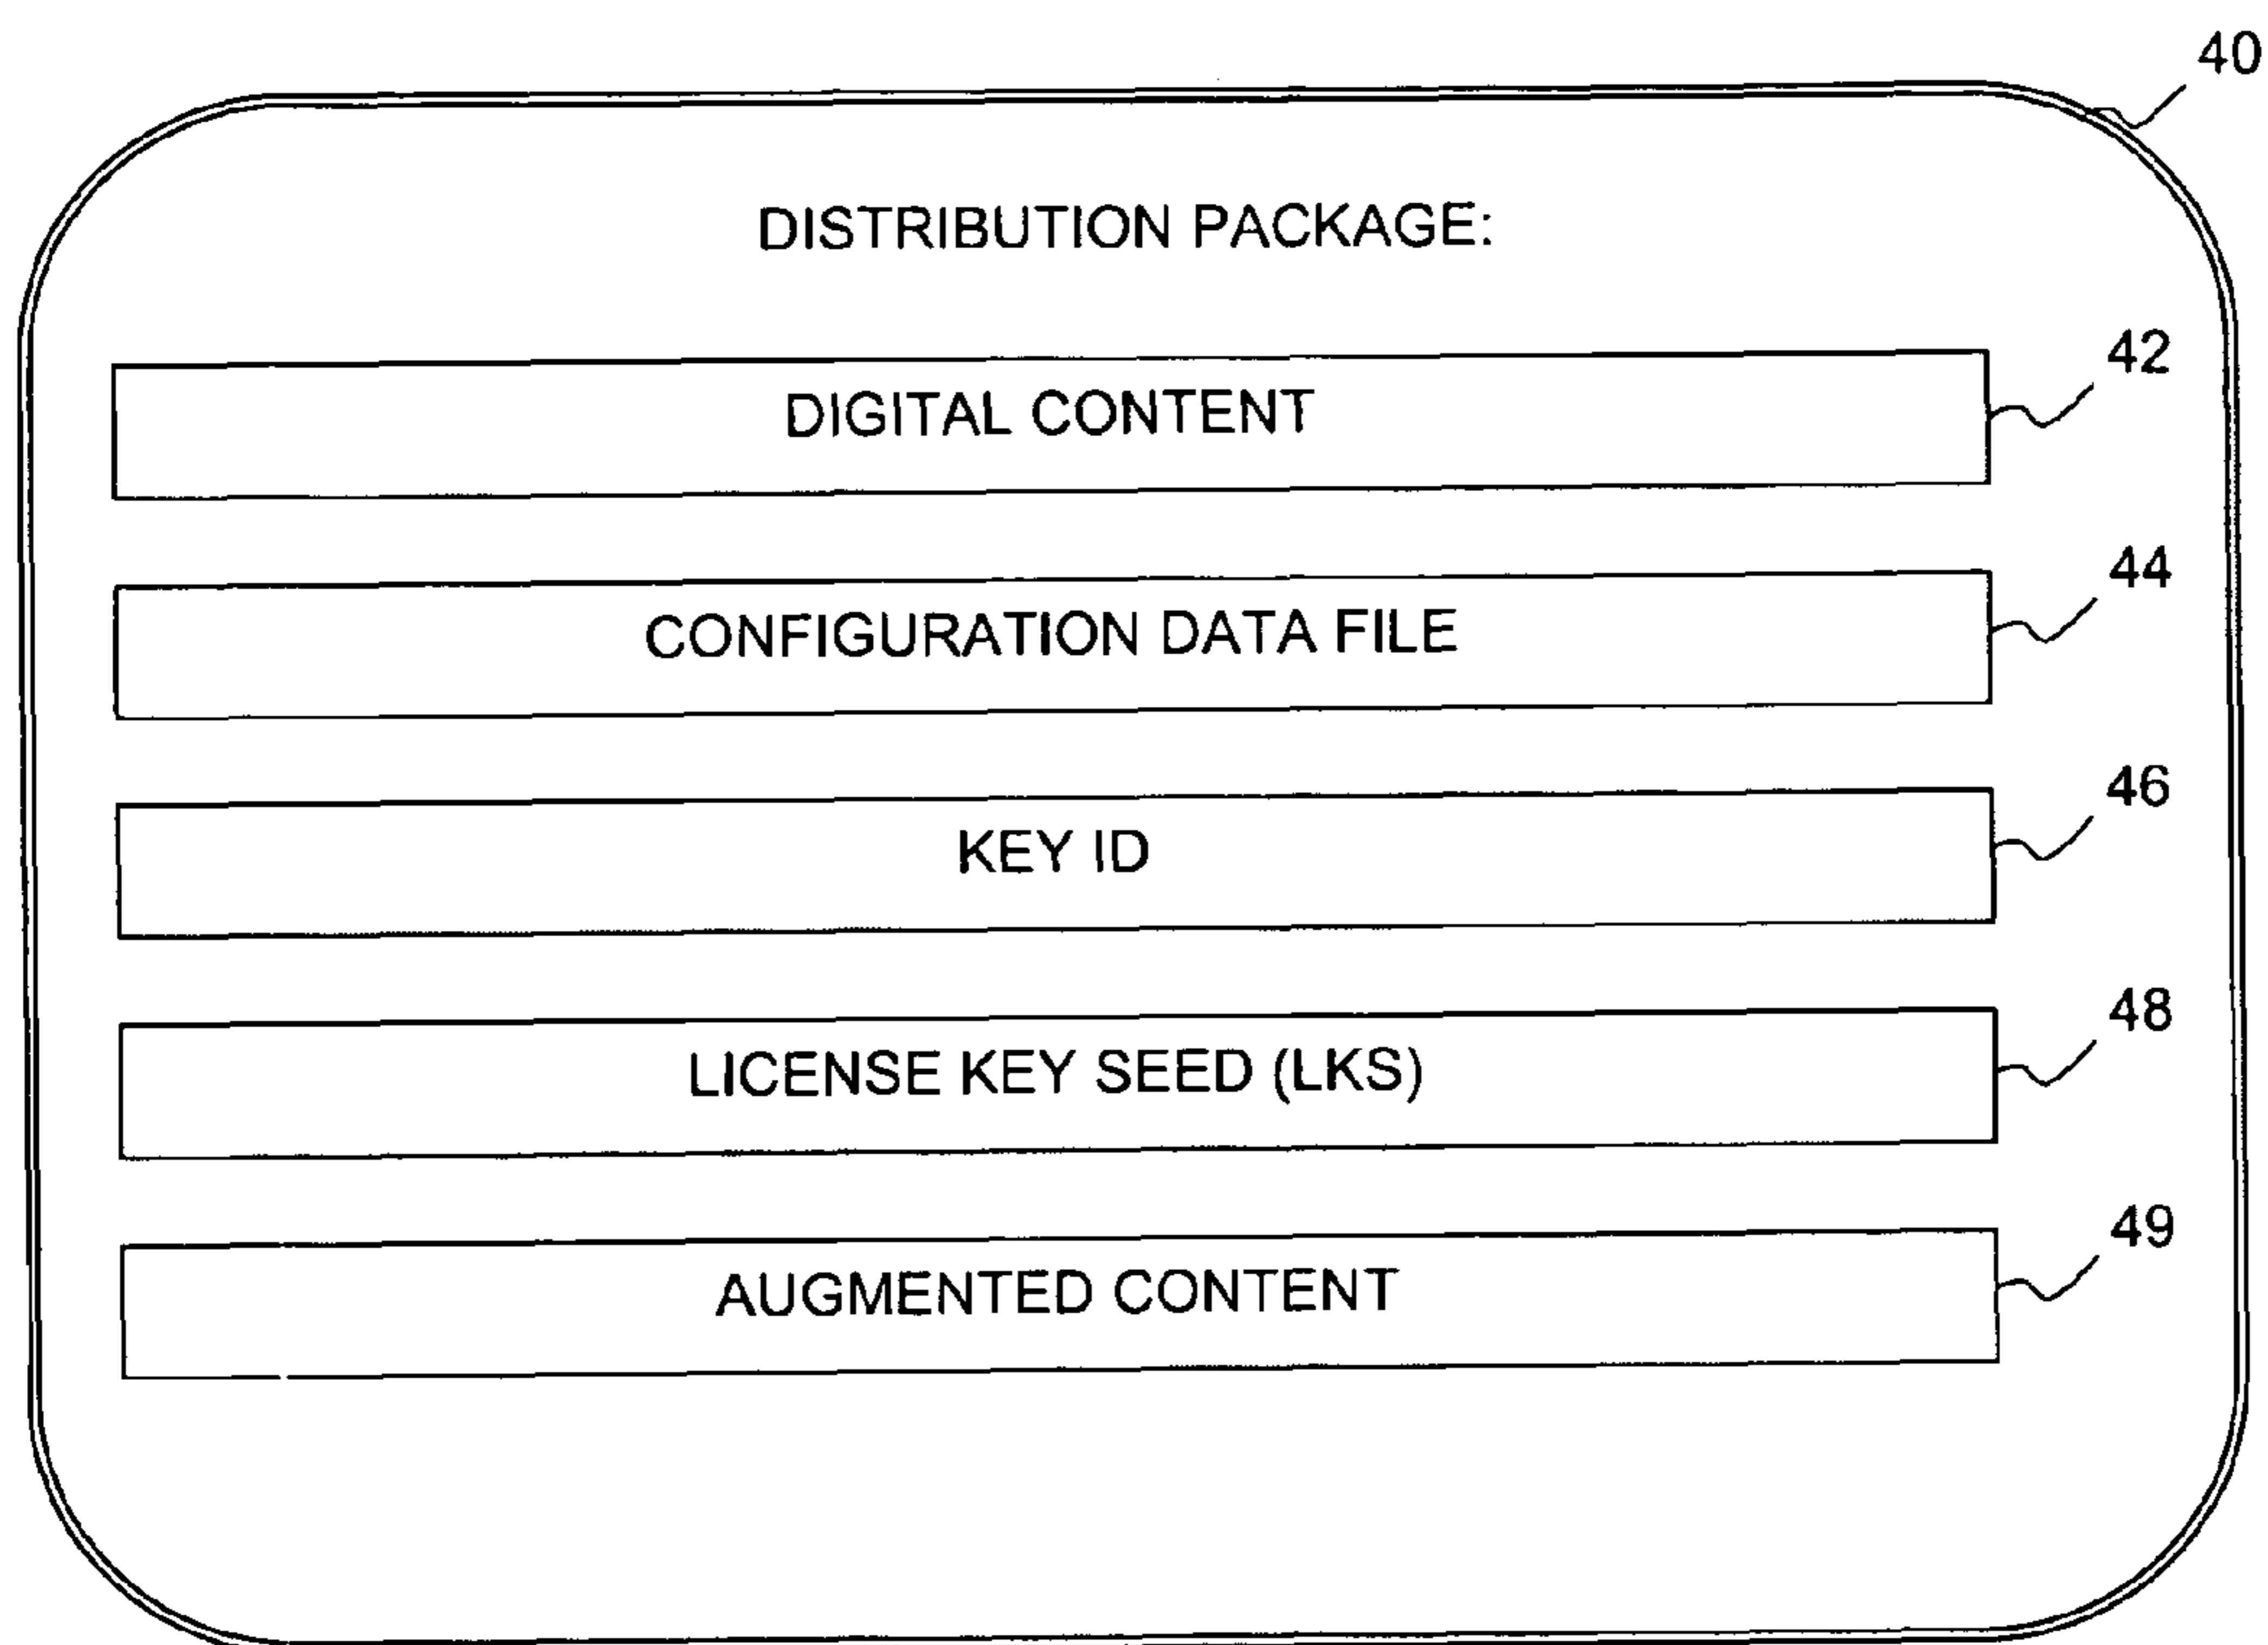 40
DISTRIBUTION PACKAGE:
42
DIGITAL CONTENT
44
CONFIGURATION DATA FILE
46
KEY ID
48
LICENSE KEY SEED (LKS)
49
AUGMENTED CONTENT